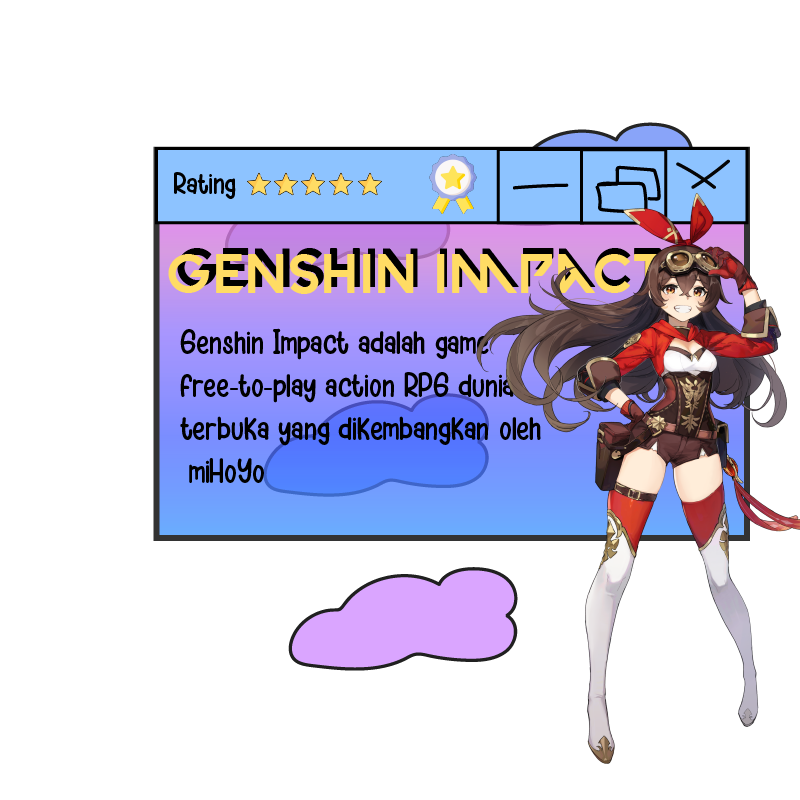 Rating
GENSHIN IMPACT
Genshin Impact adalah game
free-to-play action RPG dunia
terbuka yang dikembangkan oleh
miHoYo